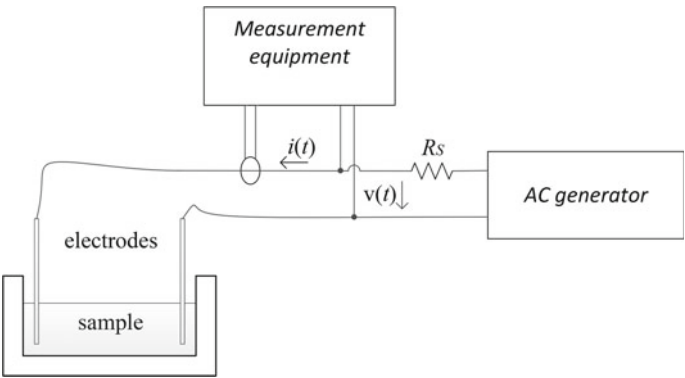 Measurement
equipment
i(t)
Rs
v(t)
AC generator
electrodes
sample